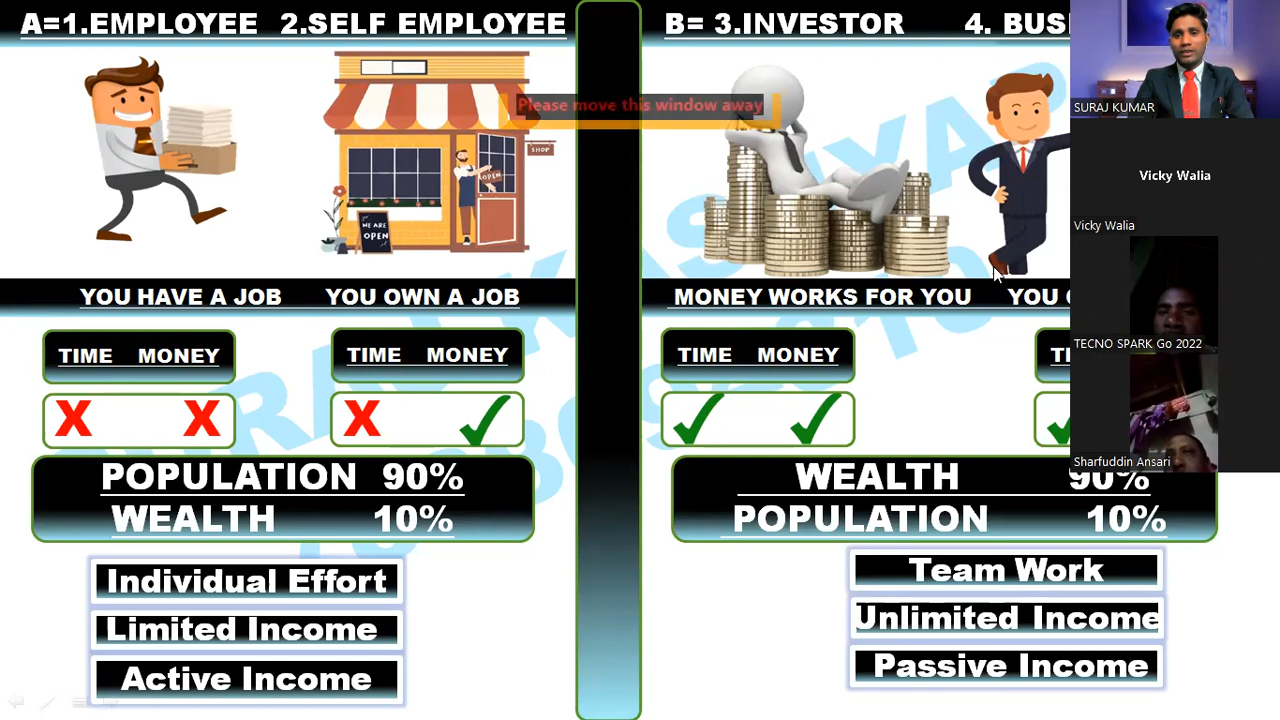 A=1.EMPLOYEE 2.SELF EMPLOYEE
B= 3.INVESTOR 4. BUS
Please move this window away
SHOP
OPEN
WE ARE
OPEN
YOU HAVE A JOB YOU OWN A JOB
MONEY WORKS FOR YOU YOU
TIME MONEY
TIME MONEY
TIME MONEY
X X
X ✓
✓ ✓
POPULATION 90%
WEALTH 10%
WEALTH 90%
POPULATION 10%
Individual Effort
Limited Income
Active Income
Team Work
Unlimited Income
Passive Income
SURAJ KUMAR
Vicky Walia
Vicky Walia
TECNO SPARK Go 2022
Sharfuddin Ansari